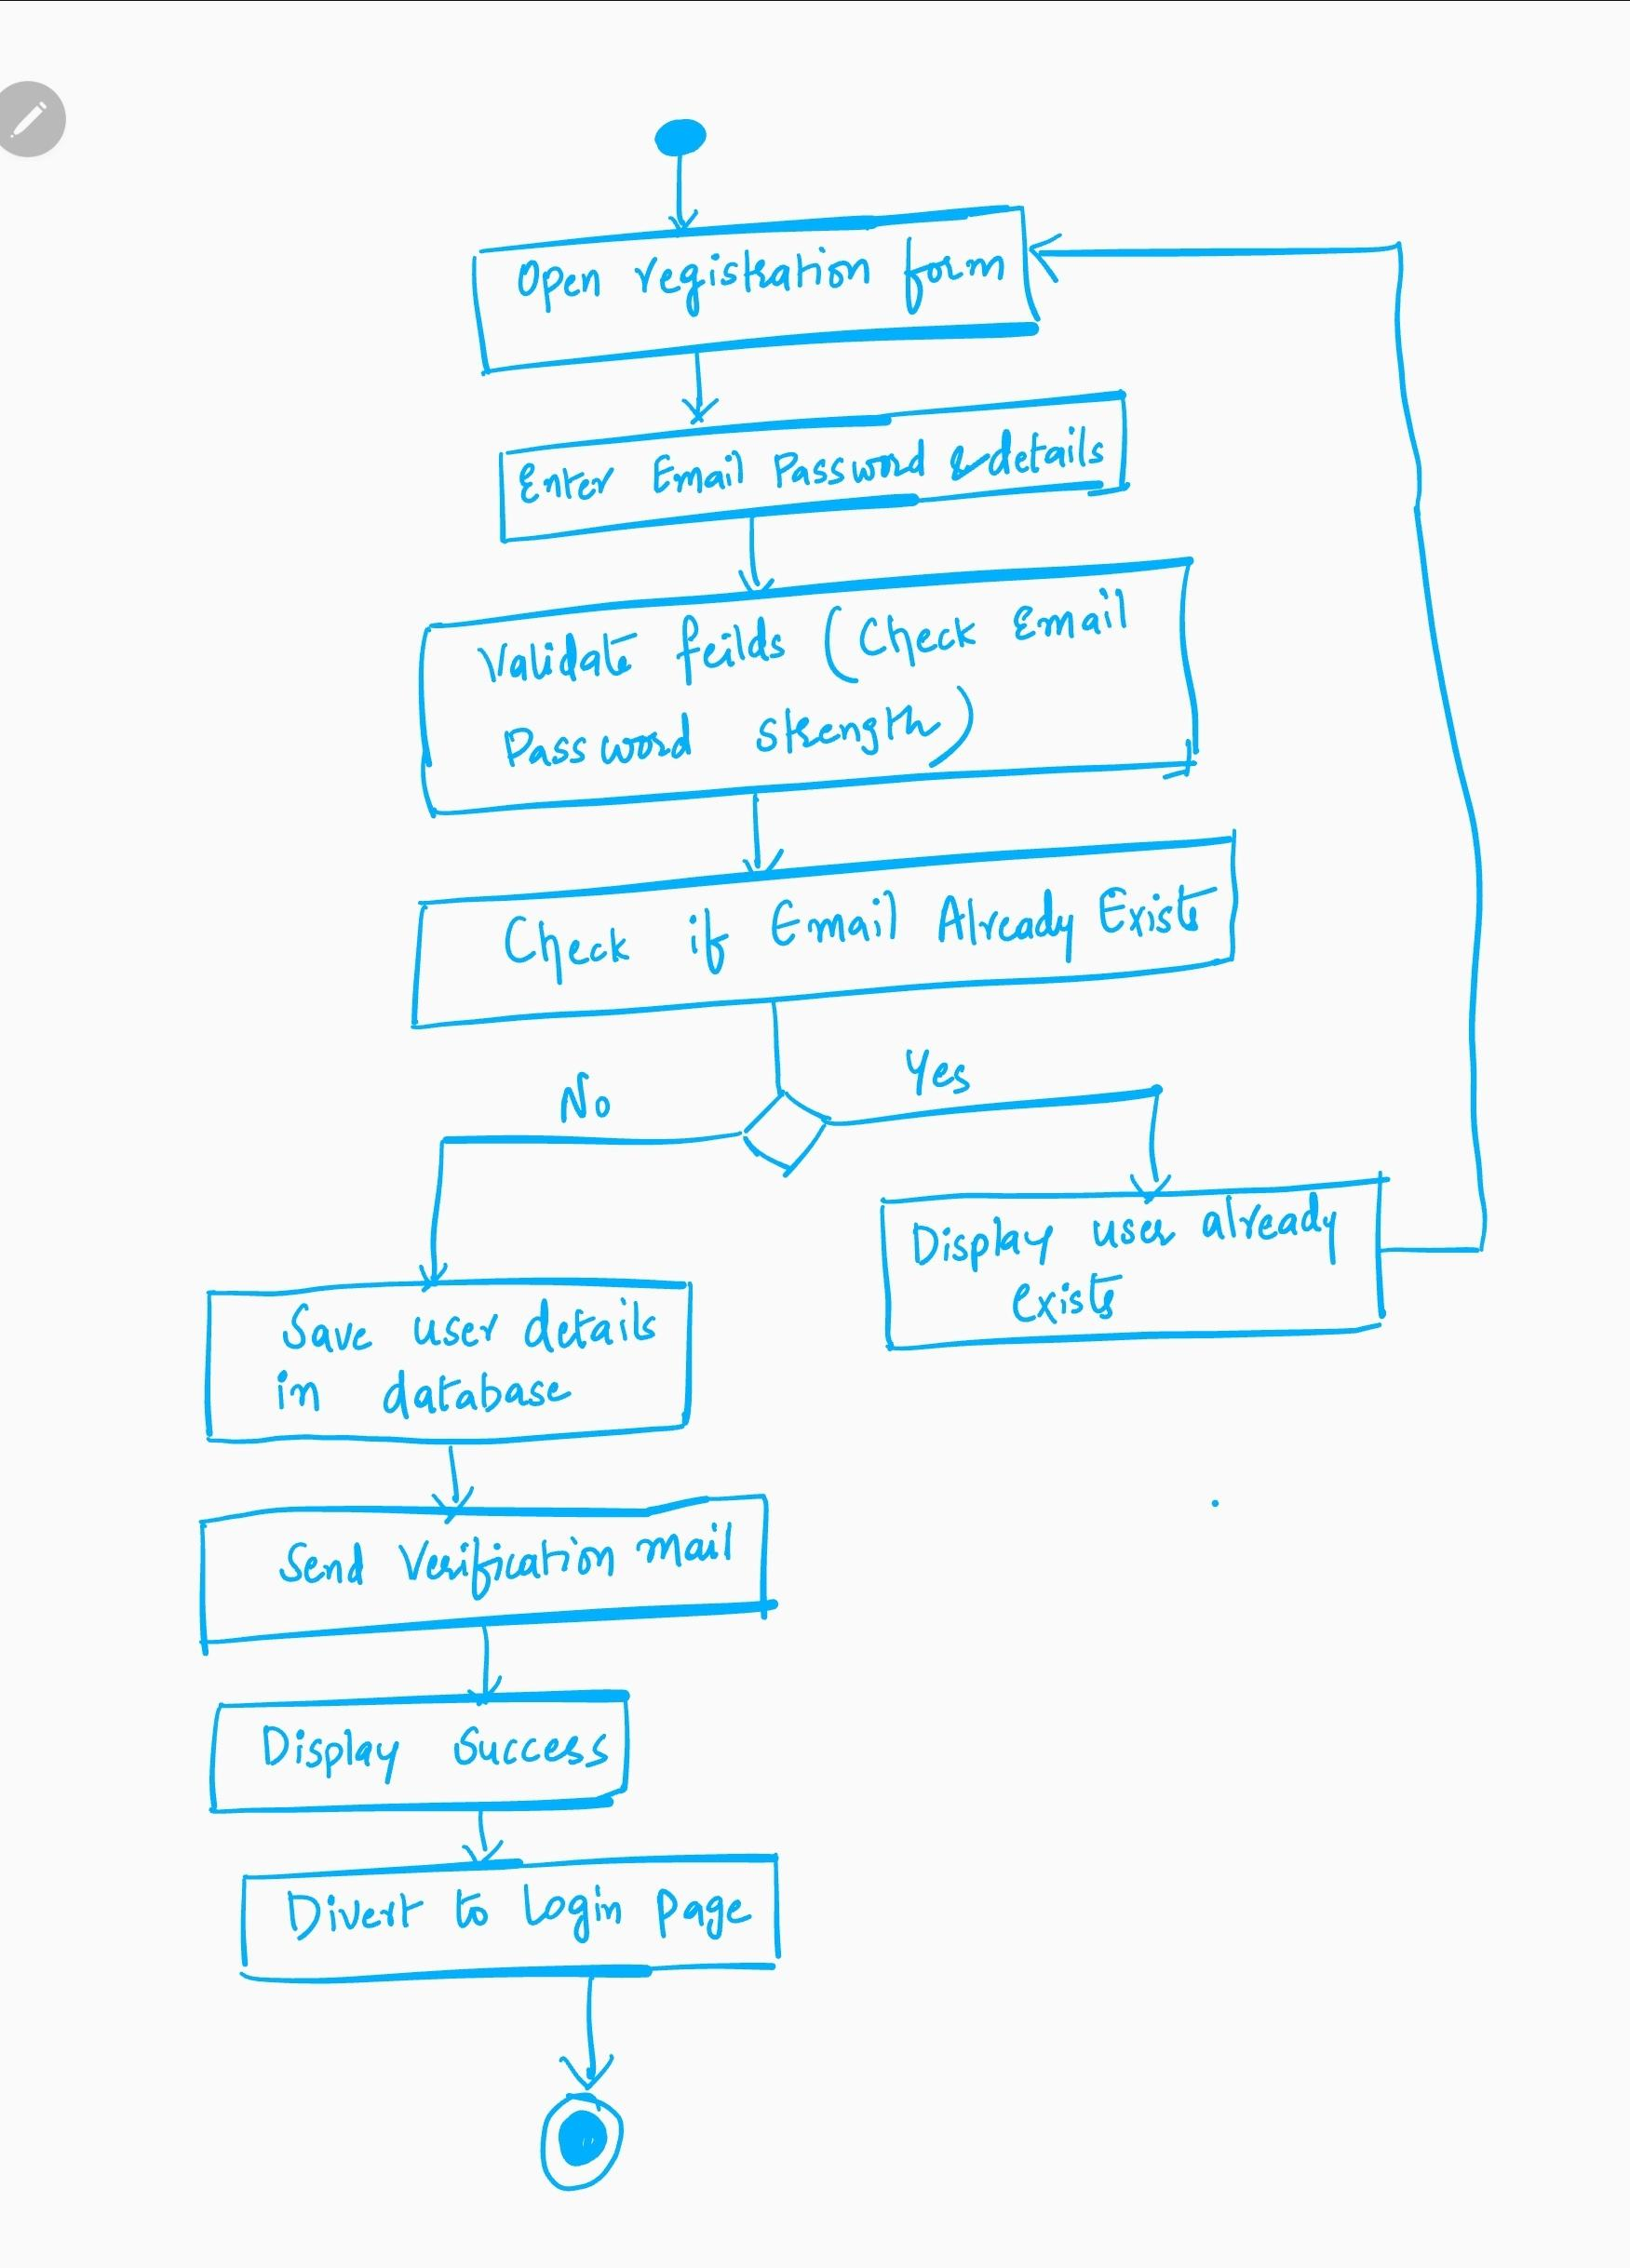 Open registration form
Enter Email Password & details
Validate feilds (Check Email
Password strength)
Check if Email Already Exists
No
Yes
Display user already
exists
Save user details
in database
Send Verification mail
Display Success
Divert to Login Page